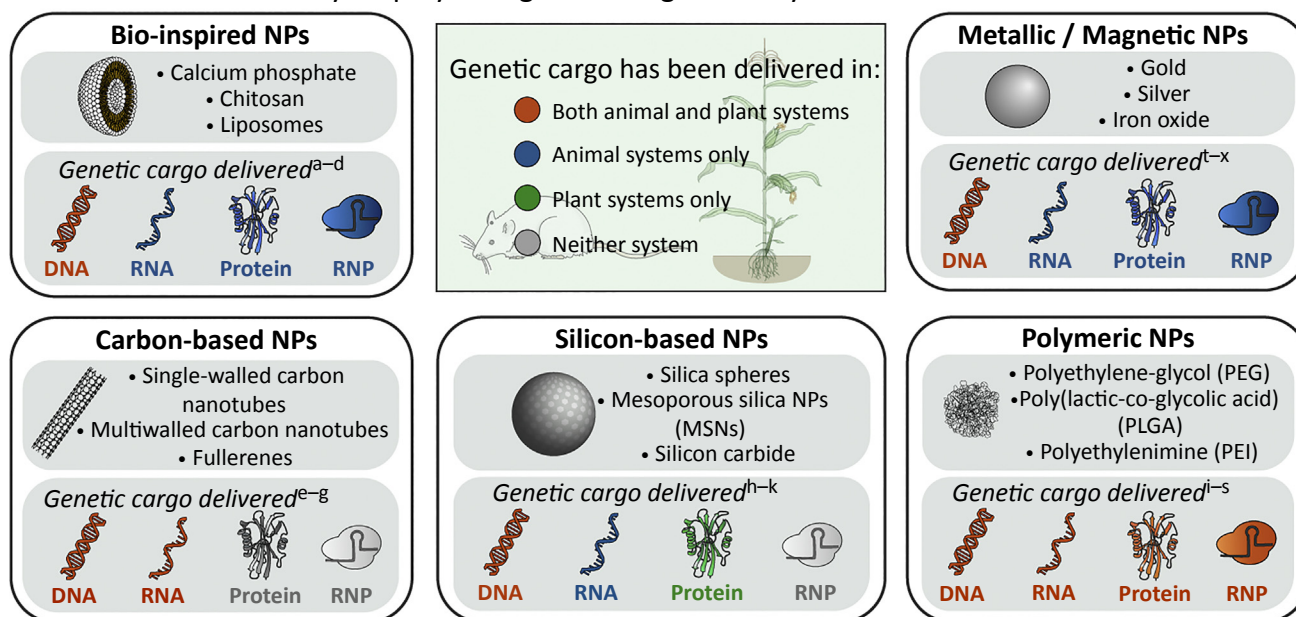 Bio-inspired NPs
• Calcium phosphate
• Chitosan
• Liposomes
Genetic cargo delivered^a–d
DNA RNA Protein RNP
Genetic cargo has been delivered in:
Both animal and plant systems
Animal systems only
Plant systems only
Neither system
Metallic / Magnetic NPs
• Gold
• Silver
• Iron oxide
Genetic cargo delivered^t–x
DNA RNA Protein RNP
Carbon-based NPs
• Single-walled carbon
nanotubes
• Multiwalled carbon nanotubes
• Fullerenes
Genetic cargo delivered^e–g
DNA RNA Protein RNP
Silicon-based NPs
• Silica spheres
• Mesoporous silica NPs
(MSNs)
• Silicon carbide
Genetic cargo delivered^h–k
DNA RNA Protein RNP
Polymeric NPs
• Polyethylene-glycol (PEG)
•Poly(lactic-co-glycolic acid)
(PLGA)
• Polyethylenimine (PEI)
Genetic cargo delivered^i–s
DNA RNA Protein RNP